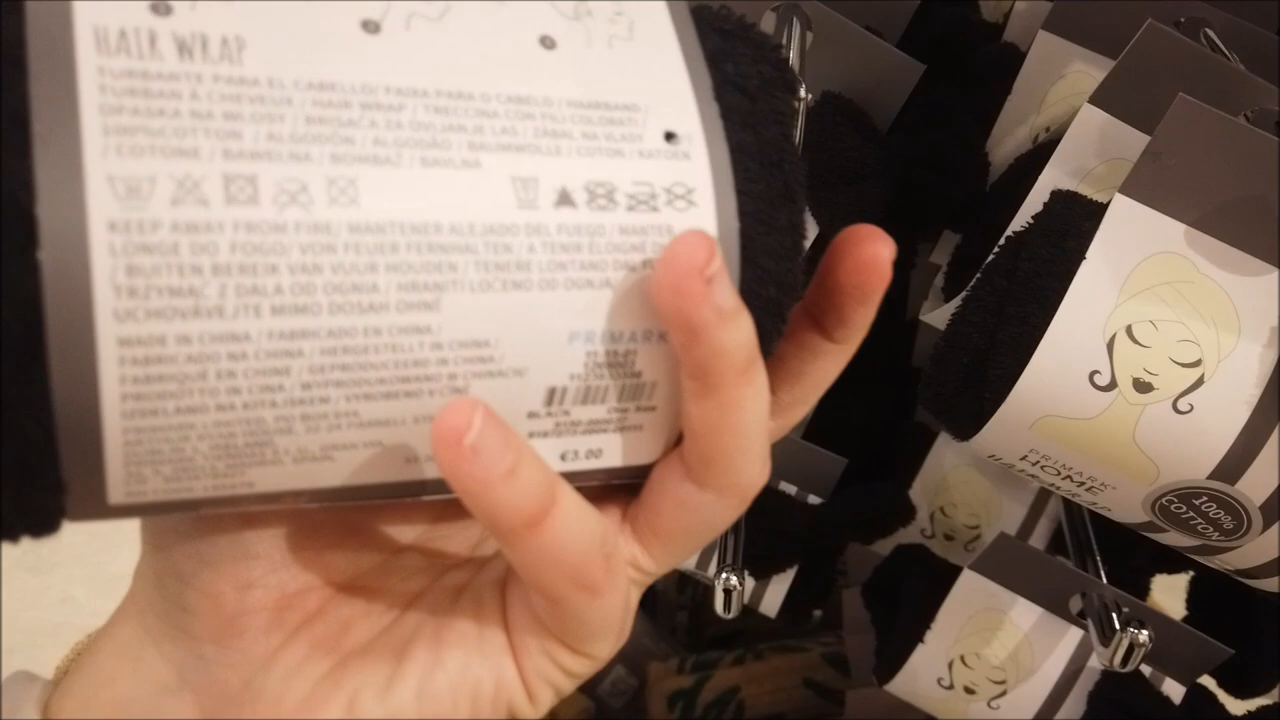 HAIR WRAP
TURBANTE PARA EL CABELLO/ FAIXA PARA O CABELO / HAARBAND /
TURBAN À CHEVEUX / HAIR WRAP / TRECCINA CON FILI COLORATI /
OPASKA NA WŁOSY / BRISAČA ZA OVIJANJE LAS / ZÁBAL NA VLASY
100%COTTON / ALGODÓN / ALGODÃO / BAUMWOLLE / COTON / KATOEN
/ COTONE / BAWEŁNA / BOMBAŽ / BAVLNA
KEEP AWAY FROM FIRE/ MANTENER ALEJADO DEL FUEGO / MANTER
LONGE DO FOGO/ VON FEUER FERNHALTEN / A TENIR ÉLOIGNÉ
/ BUITEN BEREIK VAN VUUR HOUDEN / TENERE LONTANO DAL
TRZYMAĆ Z DALA OD OGNIA / HRANITI LOČENO OD OGNJA
UCHOVÁVEJTE MIMO DOSAH OHNĚ
MADE IN CHINA / FABRICADO EN CHINA /
FABRICADO NA CHINA / HERGESTELLT IN CHINA /
FABRIQUÉ EN CHINE / GEPRODUCEERD IN CHINA /
PRODOTTO IN CINA / WYPRODUKOWANO W CHINACH/
IZDELANO NA KITAJSKEM / VYROBENO V
PRIMARK
BLACK One Size
€3.00
PRIMARK®
HOME
HAIR WRAP
100%
COTTON